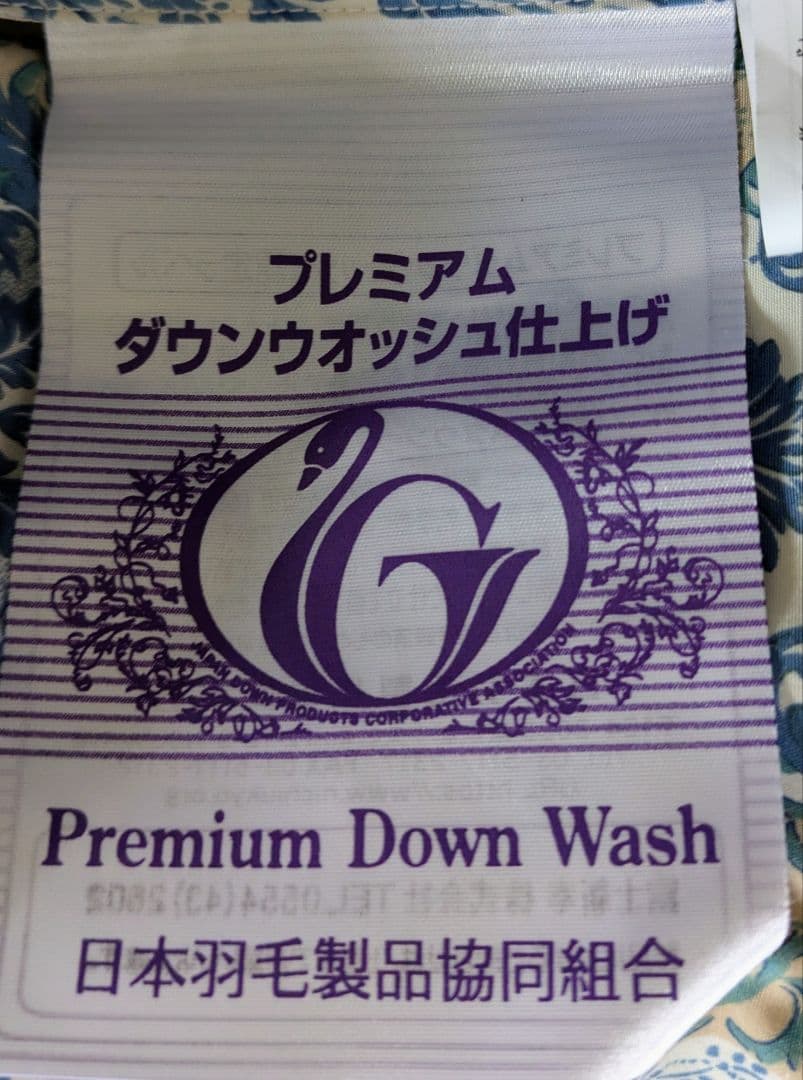 プレミアム
ダウンウオッシュ仕上げ
G
JAPAN DOWN PRODUCTS CORPORATIVE ASSOCIATION
Premium Down Wash
日本羽毛製品協同組合